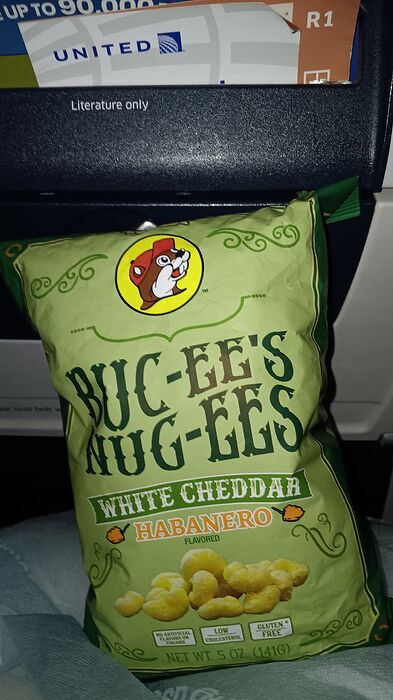 E UP TO 90,000
R1
UNITED
Literature only
TM
BUC-EE'S
NUG-EES
WHITE CHEDDAR
HABANERO
FLAVORED
NO ARTIFICIAL
FLAVORS OR
COLORS
LOW
CHOLESTEROL
GLUTEN
FREE
NET WT 5 OZ (141G)